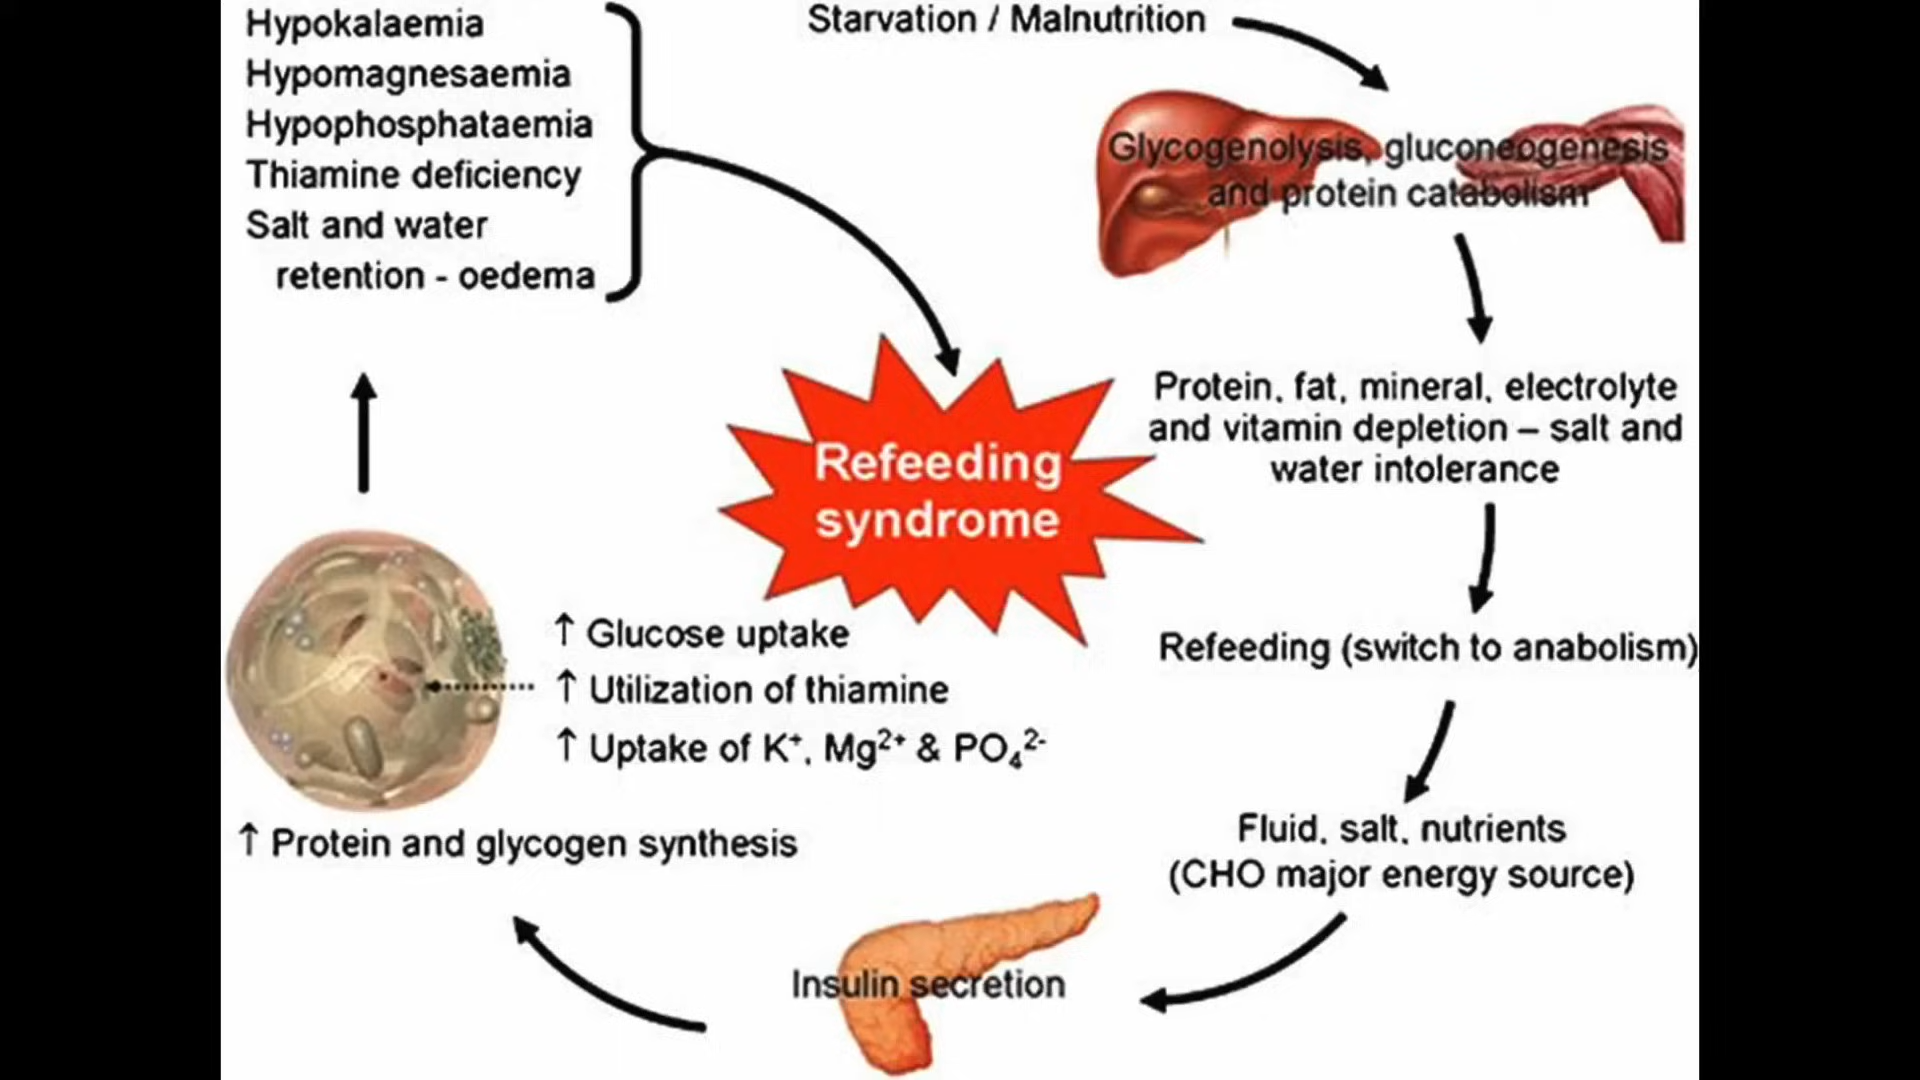 Hypokalaemia
Hypomagnesaemia
Hypophosphataemia
Thiamine deficiency
Salt and water
retention - oedema
Starvation / Malnutrition
Glycogenolysis, gluconeogenesis
and protein catabolism
Protein, fat, mineral, electrolyte
and vitamin depletion – salt and
water intolerance
Refeeding (switch to anabolism)
Fluid, salt, nutrients
(CHO major energy source)
Insulin secretion
↑ Protein and glycogen synthesis
↑ Glucose uptake
↑ Utilization of thiamine
↑ Uptake of K⁺, Mg²⁺ & PO₄²⁻
Refeeding
syndrome